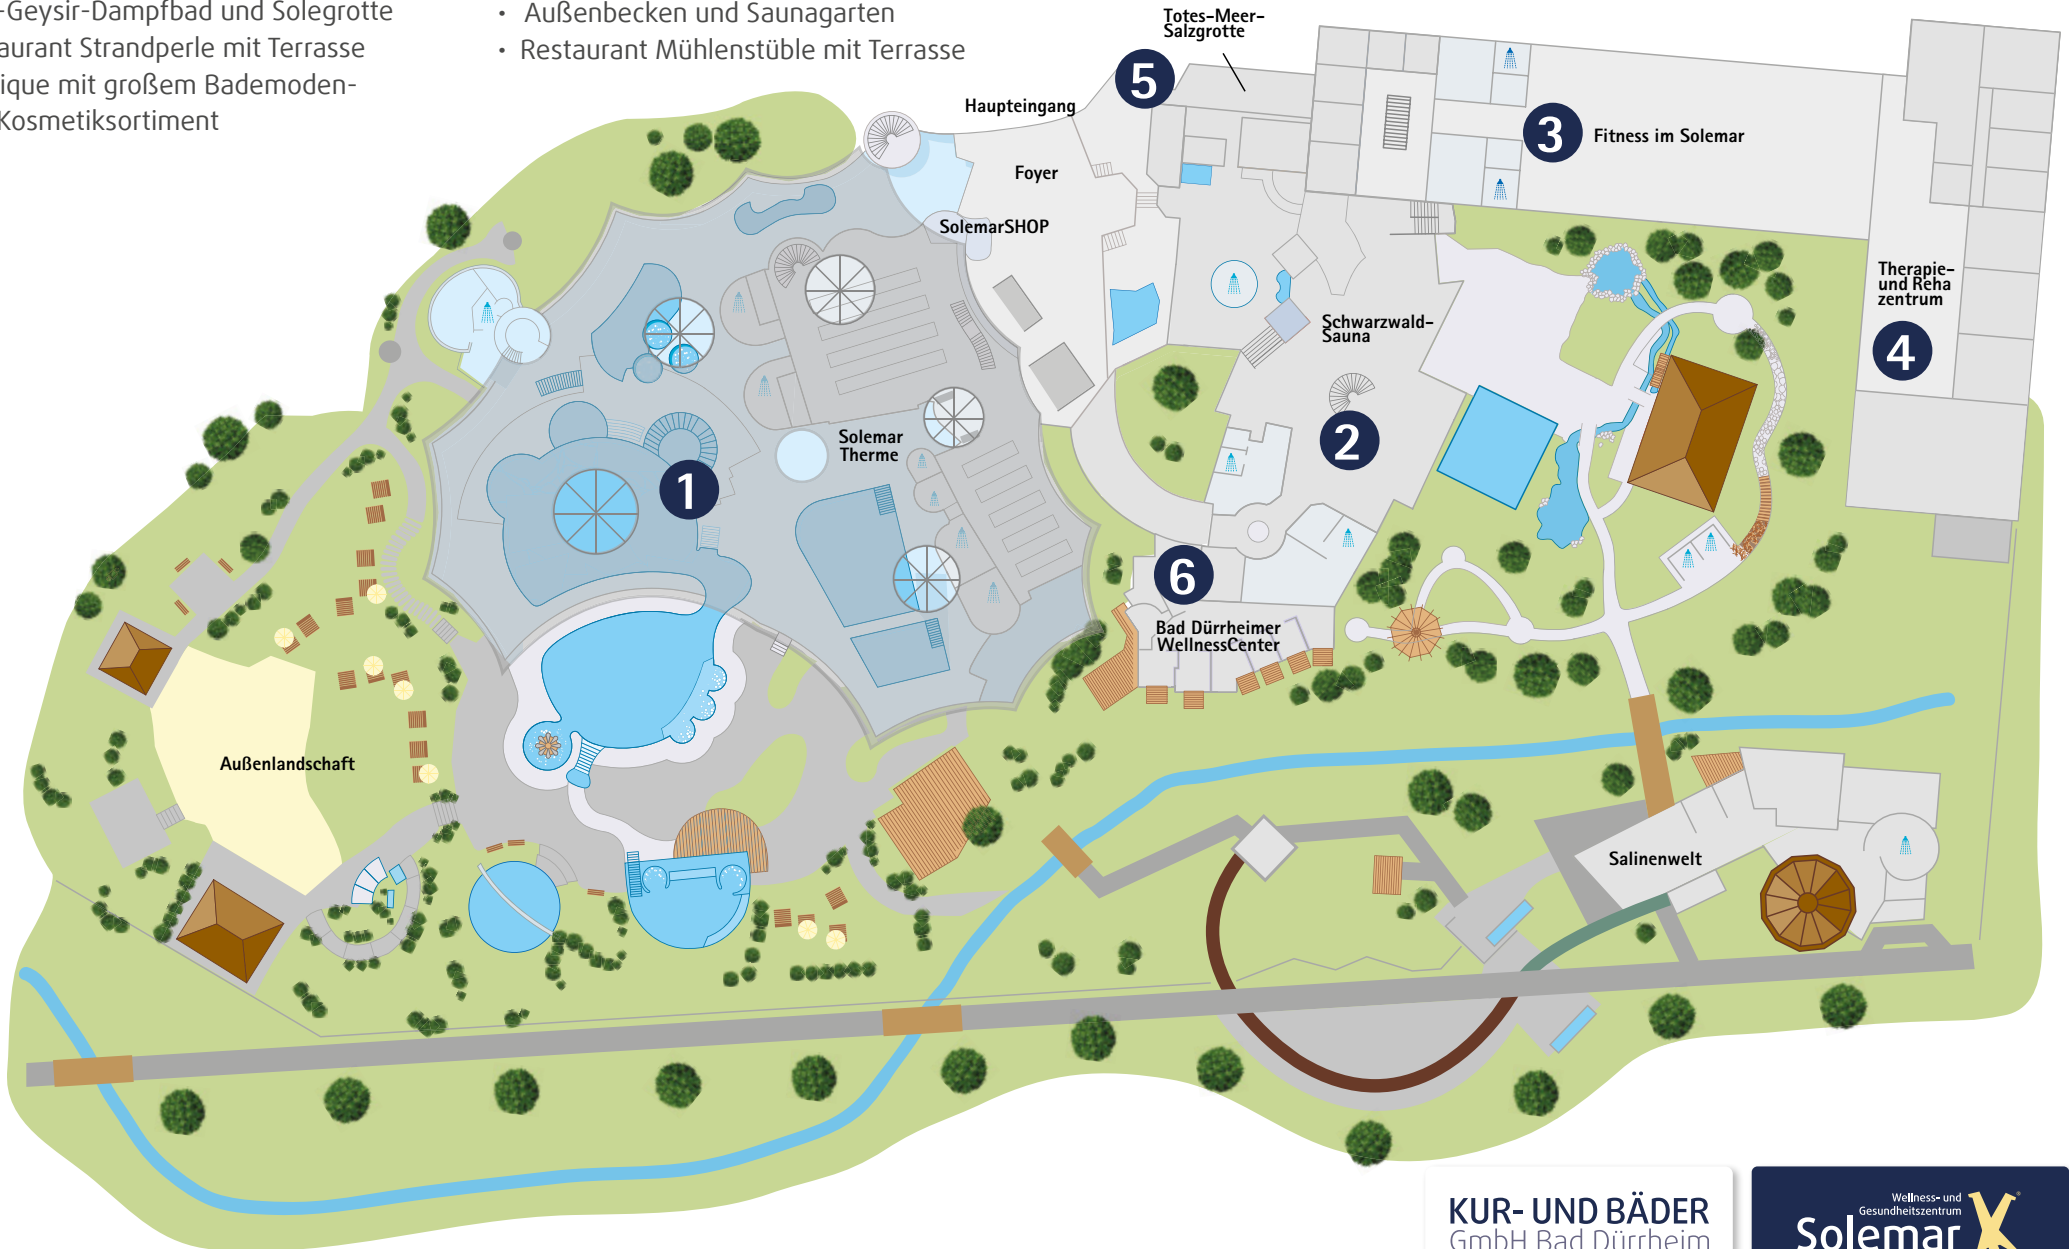 -Geysir-Dampfbad und Solegrotte
aurant Strandperle mit Terrasse
ique mit großem Bademoden-
Kosmetiksortiment
• Außenbecken und Saunagarten
• Restaurant Mühlenstüble mit Terrasse
Totes-Meer-
Salzgrotte
5
Haupteingang
3
Fitness im Solemar
Foyer
SolemarSHOP
Therapie-
und Reha
zentrum
4
Schwarzwald-
Sauna
2
Solemar
Therme
1
6
Bad Dürrheimer
WellnessCenter
Außenlandschaft
Salinenwelt
KUR- UND BÄDER
GmbH Bad Dürrheim
Wellness- und
Gesundheitszentrum
Solemar